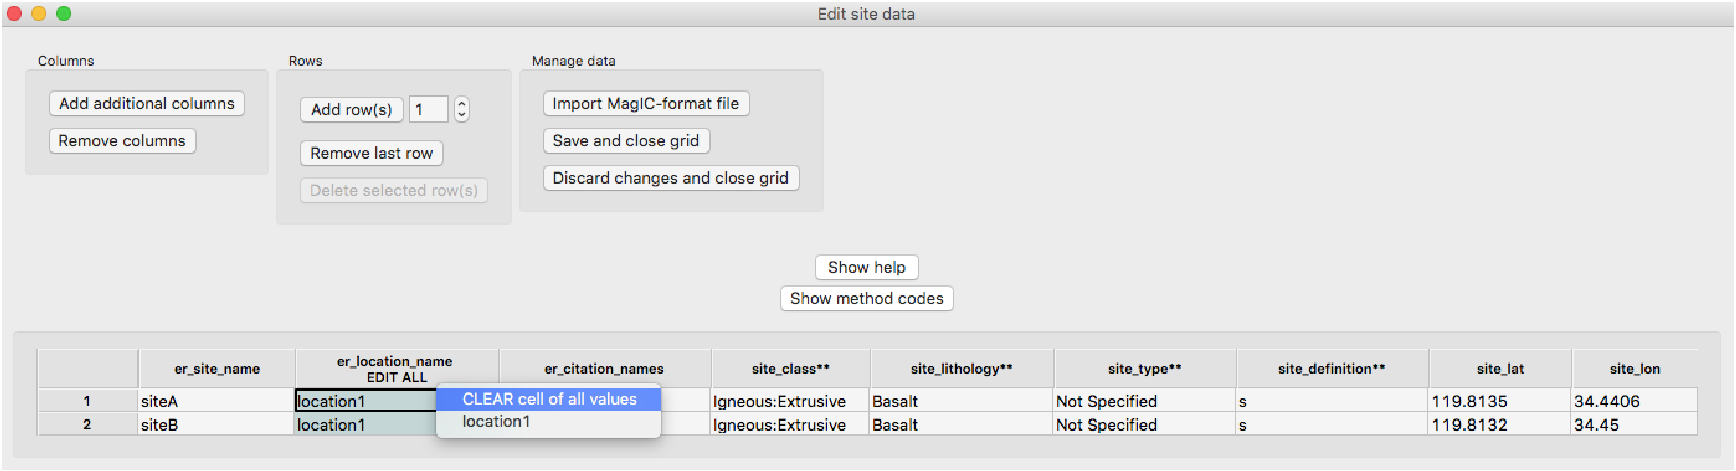 Edit site data
Columns
Rows
Manage data
Add additional columns
Add row(s) 1
Import MagIC-format file
Remove columns
Remove last row
Save and close grid
Delete selected row(s)
Discard changes and close grid
Show help
Show method codes
er_site_name er_location_name EDIT ALL er_citation_names site_class** site_lithology** site_type** site_definition** site_lat site_lon
1 siteA location1 Igneous:Extrusive Basalt Not Specified s 119.8135 34.4406
2 siteB location1 Igneous:Extrusive Basalt Not Specified s 119.8132 34.45
CLEAR cell of all values
location1